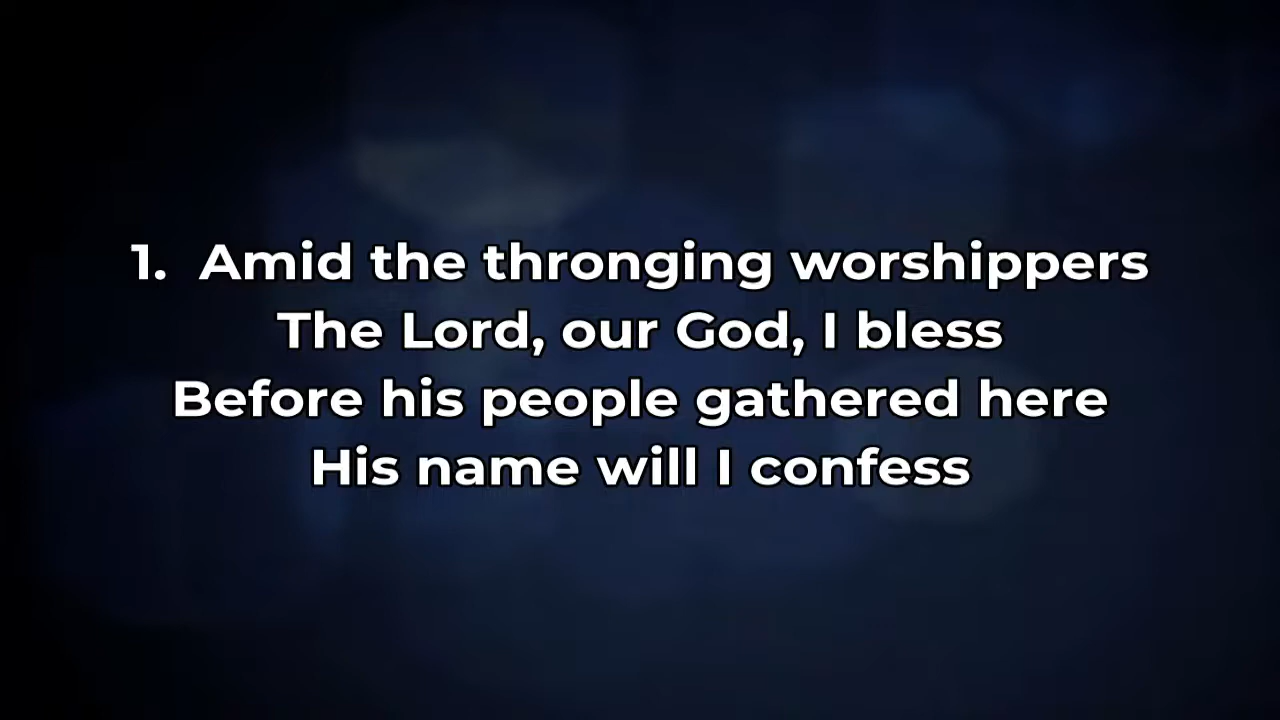 1. Amid the thronging worshippers
The Lord, our God, I bless
Before his people gathered here
His name will I confess